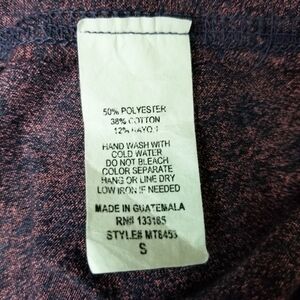 50% POLYESTER
38% COTTON
12% RAYON
HAND WASH WITH
COLD WATER
DO NOT BLEACH
COLOR SEPARATE
HANG OR LINE DRY
LOW IRON IF NEEDED
MADE IN GUATEMALA
RN# 133185
STYLE# MT8453
S